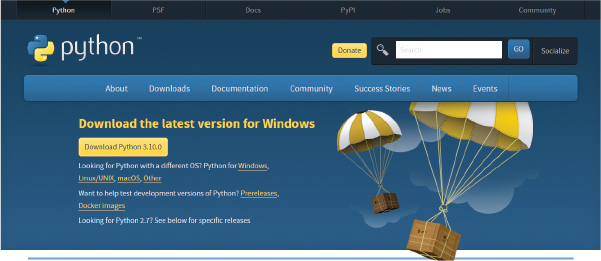 Python PSF Docs PyPI Jobs Community
python™
Donate Search GO Socialize
About Downloads Documentation Community Success Stories News Events
Download the latest version for Windows
Download Python 3.10.0
Looking for Python with a different OS? Python for Windows,
Linux/UNIX, macOS, Other
Want to help test development versions of Python? Prereleases,
Docker images
Looking for Python 2.7? See below for specific releases